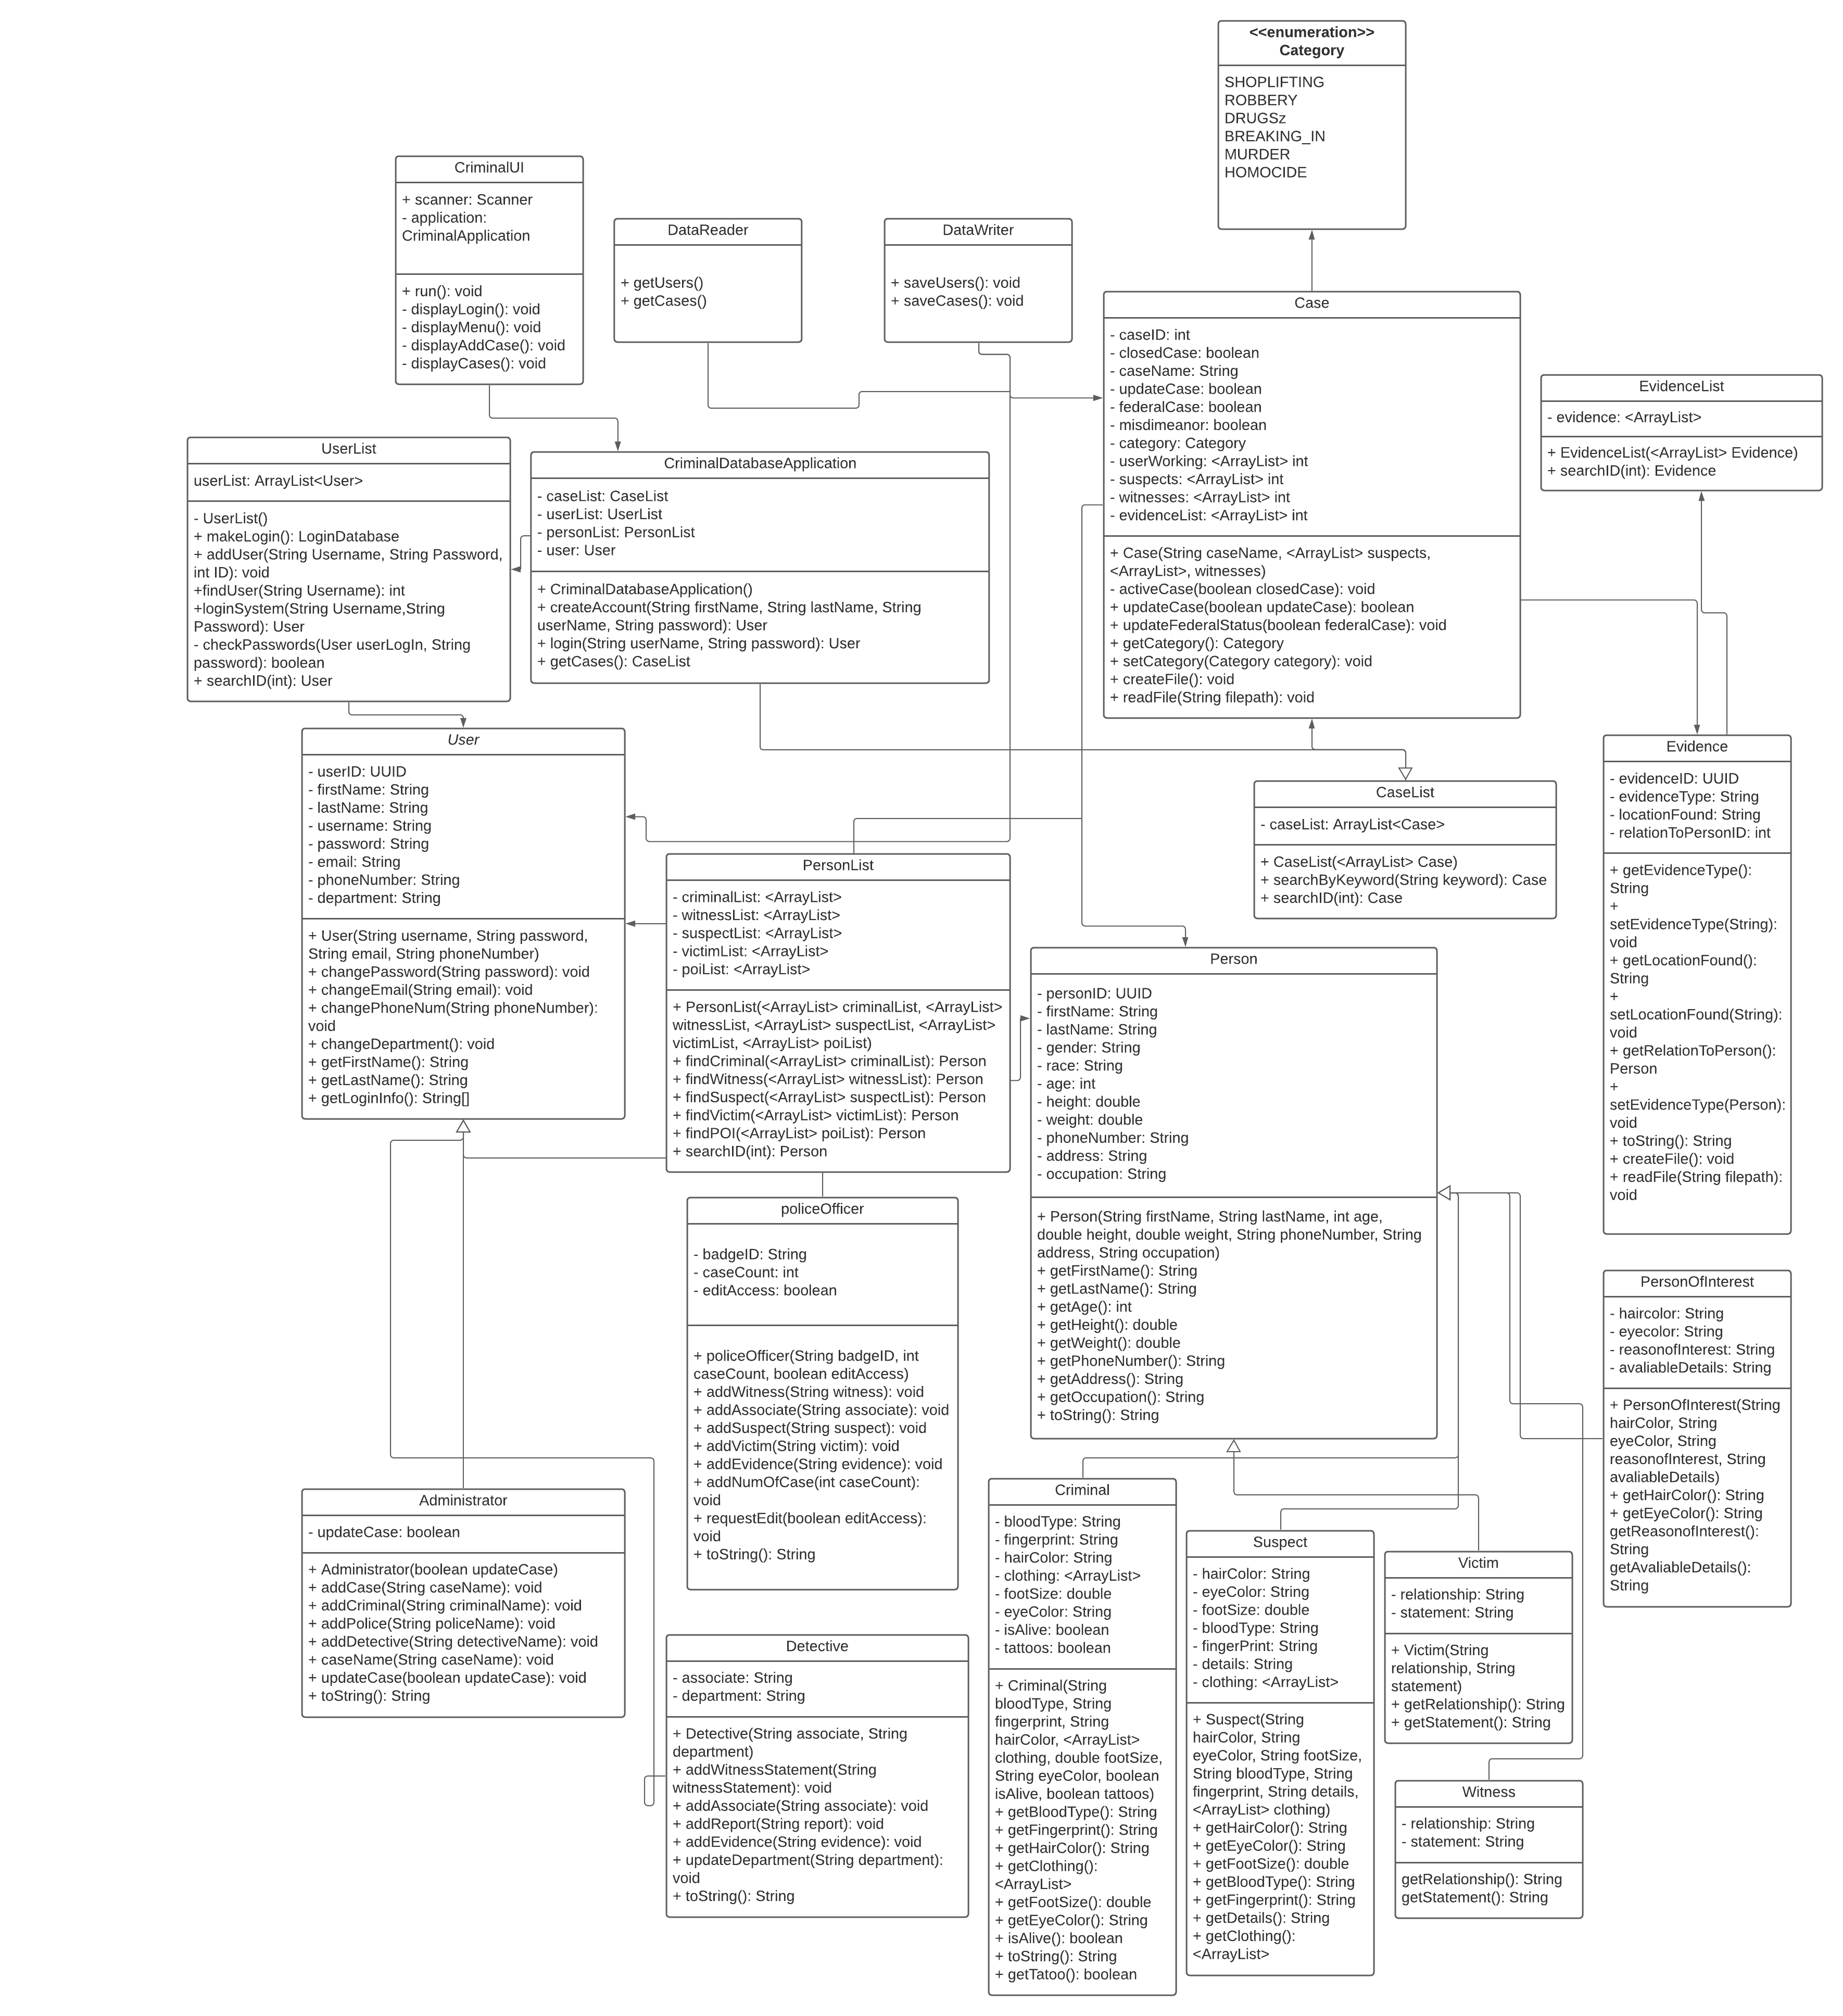 <<enumeration>>
Category
SHOPLIFTING
ROBBERY
DRUGSz
BREAKING_IN
MURDER
HOMOCIDE
CriminalUI
+ scanner: Scanner
- application:
CriminalApplication
+ run(): void
- displayLogin(): void
- displayMenu(): void
- displayAddCase(): void
- displayCases(): void
DataReader
+ getUsers()
+ getCases()
DataWriter
+ saveUsers(): void
+ saveCases(): void
Case
- caseID: int
- closedCase: boolean
- caseName: String
- updateCase: boolean
- federalCase: boolean
- misdimeanor: boolean
- category: Category
- userWorking: <ArrayList> int
- suspects: <ArrayList> int
- witnesses: <ArrayList> int
- evidenceList: <ArrayList> int
+ Case(String caseName, <ArrayList> suspects,
<ArrayList>, witnesses)
- activeCase(boolean closedCase): void
+ updateCase(boolean updateCase): boolean
+ updateFederalStatus(boolean federalCase): void
+ getCategory(): Category
+ setCategory(Category category): void
+ createFile(): void
+ readFile(String filepath): void
EvidenceList
- evidence: <ArrayList>
+ EvidenceList(<ArrayList> Evidence)
+ searchID(int): Evidence
UserList
userList: ArrayList<User>
- UserList()
+ makeLogin(): LoginDatabase
+ addUser(String Username, String Password,
int ID): void
+findUser(String Username): int
+loginSystem(String Username,String
Password): User
- checkPasswords(User userLogIn, String
password): boolean
+ searchID(int): User
CriminalDatabaseApplication
- caseList: CaseList
- userList: UserList
- personList: PersonList
- user: User
+ CriminalDatabaseApplication()
+ createAccount(String firstName, String lastName, String
userName, String password): User
+ login(String userName, String password): User
+ getCases(): CaseList
User
- userID: UUID
- firstName: String
- lastName: String
- username: String
- password: String
- email: String
- phoneNumber: String
- department: String
+ User(String username, String password,
String email, String phoneNumber)
+ changePassword(String password): void
+ changeEmail(String email): void
+ changePhoneNum(String phoneNumber):
void
+ changeDepartment(): void
+ getFirstName(): String
+ getLastName(): String
+ getLoginInfo(): String[]
CaseList
- caseList: ArrayList<Case>
+ CaseList(<ArrayList> Case)
+ searchByKeyword(String keyword): Case
+ searchID(int): Case
Evidence
- evidenceID: UUID
- evidenceType: String
- locationFound: String
- relationToPersonID: int
+ getEvidenceType():
String
+
setEvidenceType(String):
void
+ getLocationFound():
String
+
setLocationFound(String):
void
+ getRelationToPerson():
Person
+
setEvidenceType(Person):
void
+ toString(): String
+ createFile(): void
+ readFile(String filepath):
void
PersonList
- criminalList: <ArrayList>
- witnessList: <ArrayList>
- suspectList: <ArrayList>
- victimList: <ArrayList>
- poiList: <ArrayList>
+ PersonList(<ArrayList> criminalList, <ArrayList>
witnessList, <ArrayList> suspectList, <ArrayList>
victimList, <ArrayList> poiList)
+ findCriminal(<ArrayList> criminalList): Person
+ findWitness(<ArrayList> witnessList): Person
+ findSuspect(<ArrayList> suspectList): Person
+ findVictim(<ArrayList> victimList): Person
+ findPOI(<ArrayList> poiList): Person
+ searchID(int): Person
Person
- personID: UUID
- firstName: String
- lastName: String
- gender: String
- race: String
- age: int
- height: double
- weight: double
- phoneNumber: String
- address: String
- occupation: String
+ Person(String firstName, String lastName, int age,
double height, double weight, String phoneNumber, String
address, String occupation)
+ getFirstName(): String
+ getLastName(): String
+ getAge(): int
+ getHeight(): double
+ getWeight(): double
+ getPhoneNumber(): String
+ getAddress(): String
+ getOccupation(): String
+ toString(): String
policeOfficer
- badgeID: String
- caseCount: int
- editAccess: boolean
+ policeOfficer(String badgeID, int
caseCount, boolean editAccess)
+ addWitness(String witness): void
+ addAssociate(String associate): void
+ addSuspect(String suspect): void
+ addVictim(String victim): void
+ addEvidence(String evidence): void
+ addNumOfCase(int caseCount):
void
+ requestEdit(boolean editAccess):
void
+ toString(): String
PersonOfInterest
- haircolor: String
- eyecolor: String
- reasonofInterest: String
- avaliableDetails: String
+ PersonOfInterest(String
hairColor, String
eyeColor, String
reasonofInterest, String
avaliableDetails)
+ getHairColor(): String
+ getEyeColor(): String
getReasonofInterest():
String
getAvaliableDetails():
String
Administrator
- updateCase: boolean
+ Administrator(boolean updateCase)
+ addCase(String caseName): void
+ addCriminal(String criminalName): void
+ addPolice(String policeName): void
+ addDetective(String detectiveName): void
+ caseName(String caseName): void
+ updateCase(boolean updateCase): void
+ toString(): String
Detective
- associate: String
- department: String
+ Detective(String associate, String
department)
+ addWitnessStatement(String
witnessStatement): void
+ addAssociate(String associate): void
+ addReport(String report): void
+ addEvidence(String evidence): void
+ updateDepartment(String department):
void
+ toString(): String
Criminal
- bloodType: String
- fingerprint: String
- hairColor: String
- clothing: <ArrayList>
- footSize: double
- eyeColor: String
- isAlive: boolean
- tattoos: boolean
+ Criminal(String
bloodType, String
fingerprint, String
hairColor, <ArrayList>
clothing, double footSize,
String eyeColor, boolean
isAlive, boolean tattoos)
+ getBloodType(): String
+ getFingerprint(): String
+ getHairColor(): String
+ getClothing():
<ArrayList>
+ getFootSize(): double
+ getEyeColor(): String
+ isAlive(): boolean
+ toString(): String
+ getTatoo(): boolean
Suspect
- hairColor: String
- eyeColor: String
- footSize: double
- bloodType: String
- fingerPrint: String
- details: String
- clothing: <ArrayList>
+ Suspect(String
hairColor, String
eyeColor, String footSize,
String bloodType, String
fingerprint, String details,
<ArrayList> clothing)
+ getHairColor(): String
+ getEyeColor(): String
+ getFootSize(): double
+ getBloodType(): String
+ getFingerprint(): String
+ getDetails(): String
+ getClothing():
<ArrayList>
Victim
- relationship: String
- statement: String
+ Victim(String
relationship, String
statement)
+ getRelationship(): String
+ getStatement(): String
Witness
- relationship: String
- statement: String
getRelationship(): String
getStatement(): String